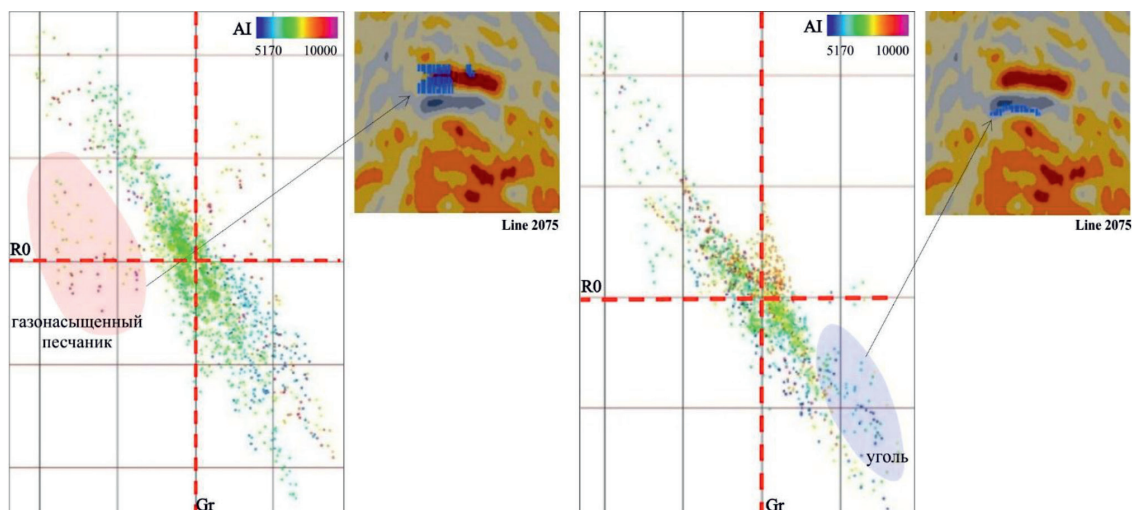 AI
5170 10000
Line 2075
R0
газонасыщенный
песчаник
Gr
AI
5170 10000
Line 2075
R0
уголь
Gr